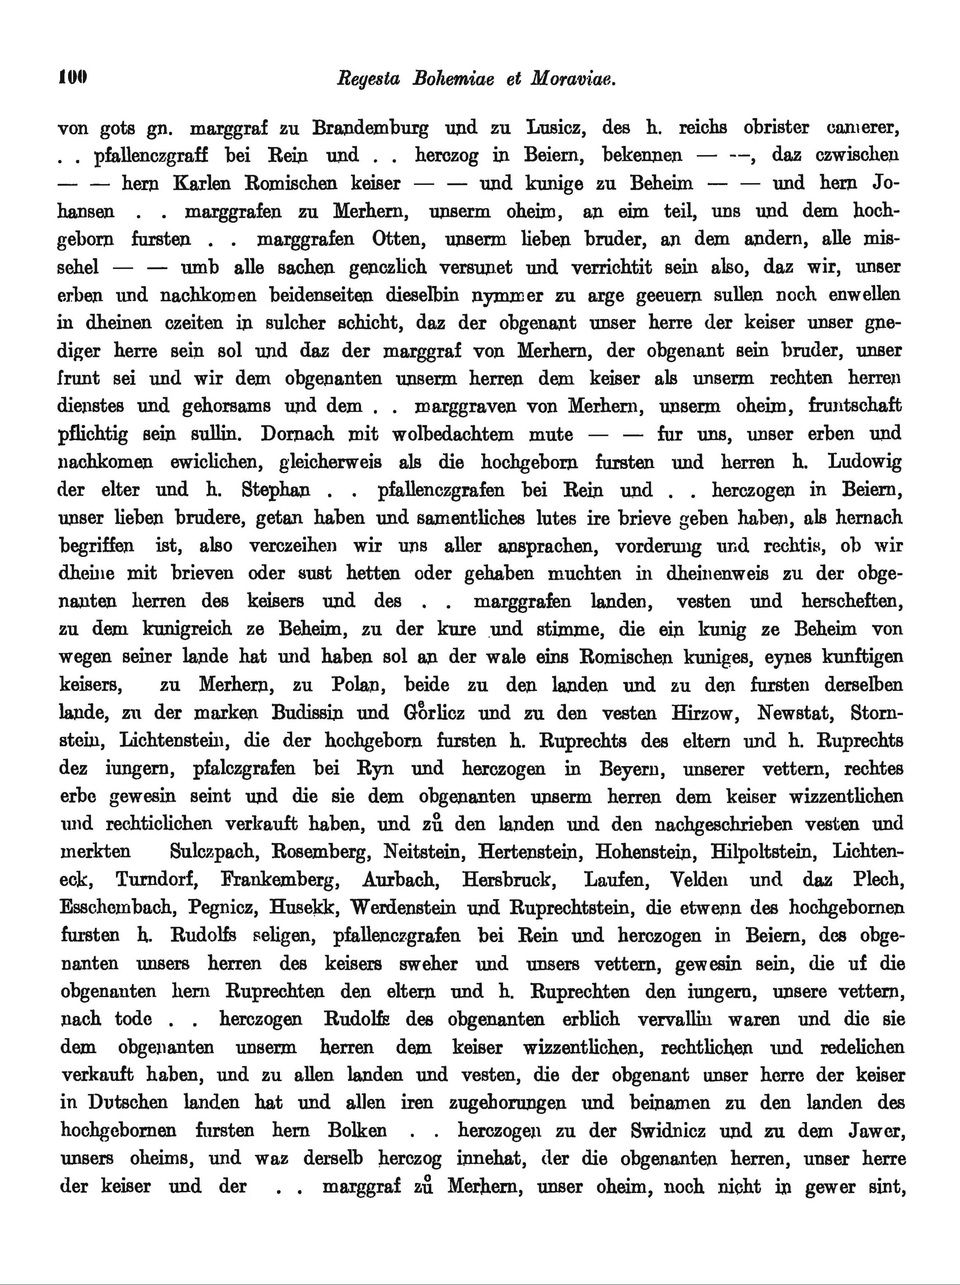 100 Regesta Bohemiae et Moraviae.
von gots gn. marggraf zu Brandemburg und zu Lusicz, des h. reichs obrister camerer,
. . pfallenczgraff bei Rein und . . herczog in Beiern, bekennen — —, daz czwischen
— — hern Karlen Romischen keiser — — und kunige zu Beheim — — und hern Jo-
hansen . . marggrafen zu Merhern, unserm oheim, an eim teil, uns und dem hoch-
geborn fursten . . marggrafen Otten, unserm lieben bruder, an dem andern, alle mis-
sehel — — umb alle sachen genczlich versunet und verrichtit sein also, daz wir, unser
erben und nachkomen beidenseiten dieselbin nymmer zu arge geeuern sullen noch enwellen
in dheinen czeiten in sulcher schicht, daz der obgenant unser herre der keiser unser gne-
diger herre sein sol und daz der marggraf von Merhern, der obgenant sein bruder, unser
frunt sei und wir dem obgenanten unserm herren dem keiser als unserm rechten herren
dienstes und gehorsams und dem . . marggraven von Merhern, unserm oheim, fruntschaft
pflichtig sein sullin. Dornach mit wolbedachtem mute — — fur uns, unser erben und
nachkomen ewiclichen, gleicherweis als die hochgeborn fursten und herren h. Ludowig
der elter und h. Stephan . . pfallenczgrafen bei Rein und . . herczogen in Beiern,
unser lieben brudere, getan haben und samentliches lutes ire brieve geben haben, als hernach
begriffen ist, also verczeihen wir uns aller ansprachen, vorderung und rechtis, ob wir
dheine mit brieven oder sust hetten oder gehaben muchten in dheinenweis zu der obge-
nanten herren des keisers und des . . marggrafen landen, vesten und herscheften,
zu dem kunigreich ze Beheim, zu der kure und stimme, die ein kunig ze Beheim von
wegen seiner lande hat und haben sol an der wale eins Romischen kuniges, eynes kunftigen
keisers, zu Merhern, zu Polan, beide zu den landen und zu den fursten derselben
lande, zu der marken Budissin und Go̊rlicz und zu den vesten Hirzow, Newstat, Storn-
stein, Lichtenstein, die der hochgeborn fursten h. Ruprechts des eltern und h. Ruprechts
dez iungern, pfalczgrafen bei Ryn und herczogen in Beyern, unserer vettern, rechtes
erbe gewesin seint und die sie dem obgenanten unserm herren dem keiser wizzentlichen
und rechticlichen verkauft haben, und zů den landen und den nachgeschrieben vesten und
merkten Sulczpach, Rosemberg, Neitstein, Hertenstein, Hohenstein, Hilpoltstein, Lichten-
eck, Turndorf, Frankemberg, Aurbach, Hersbruck, Laufen, Velden und daz Plech,
Esschembach, Pegnicz, Husekk, Werdenstein und Ruprechtstein, die etwenn des hochgebornen
fursten h. Rudolfs seligen, pfallenczgrafen bei Rein und herczogen in Beiern, des obge-
nanten unsers herren des keisers sweher und unsers vettern, gewesin sein, die uf die
obgenanten hern Ruprechten den eltern und h. Ruprechten den iungern, unsere vettern,
nach tode . . herczogen Rudolfs des obgenanten erblich vervallin waren und die sie
dem obgenanten unserm herren dem keiser wizzentlichen, rechtlichen und redelichen
verkauft haben, und zu allen landen und vesten, die der obgenant unser herre der keiser
in Dutschen landen hat und allen iren zugehorungen und beinamen zu den landen des
hochgebornen fursten hern Bolken . . herczogen zu der Swidnicz und zu dem Jawer,
unsers oheims, und waz derselb herczog innehat, der die obgenanten herren, unser herre
der keiser und der . . marggraf zů Merhern, unser oheim, noch nicht in gewer sint,